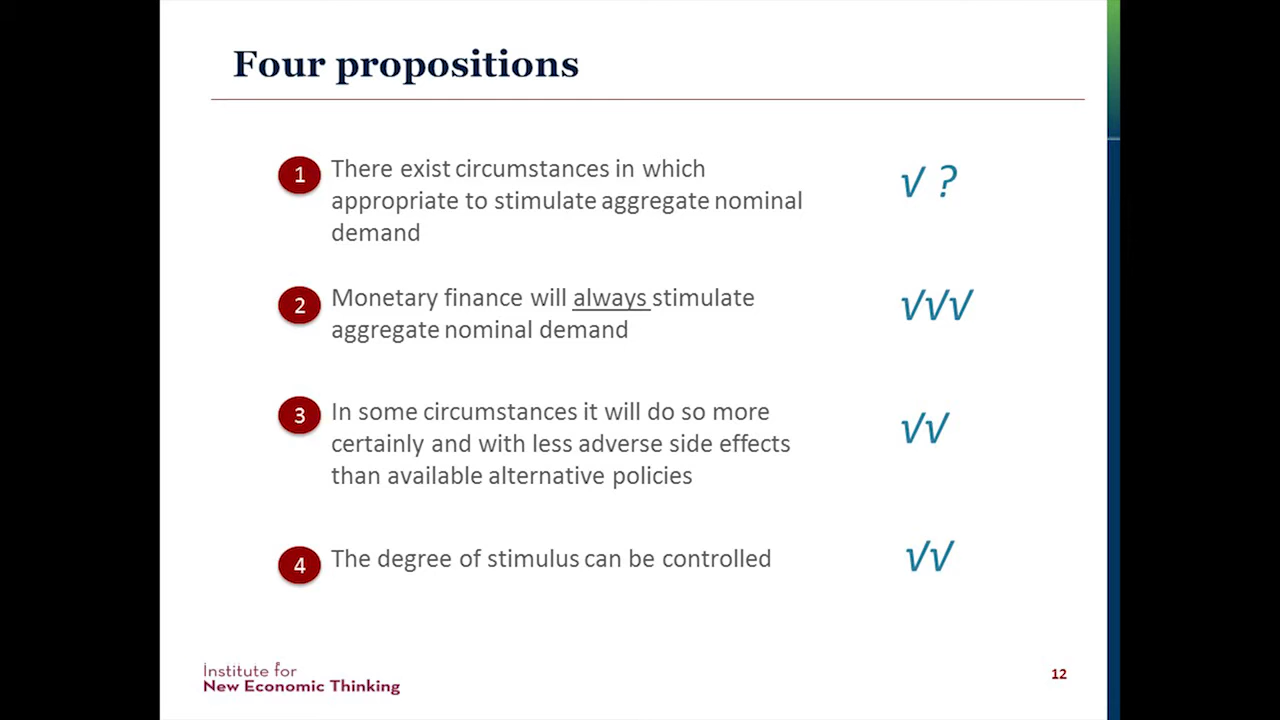 Four propositions
1 There exist circumstances in which √ ?
appropriate to stimulate aggregate nominal
demand
2 Monetary finance will always stimulate √√√
aggregate nominal demand
3 In some circumstances it will do so more √√
certainly and with less adverse side effects
than available alternative policies
4 The degree of stimulus can be controlled √√
Institute for
New Economic Thinking
12